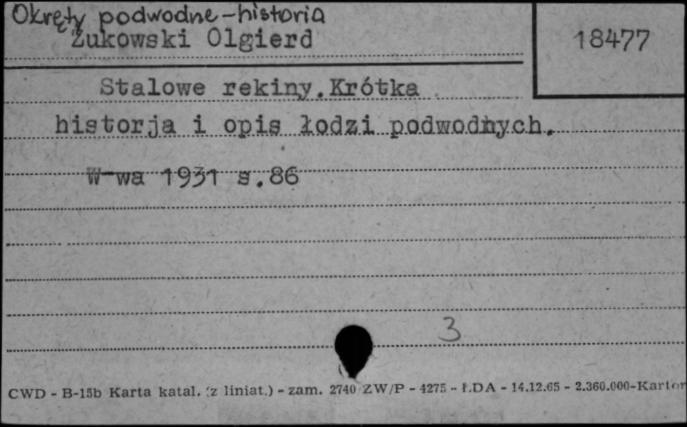 Okręty podwodne-historia
Żukowski Olgierd
18477
Stalowe rekiny.Krótka
historja i opis łodzi podwodnych.
W-wa 1931 s.86
3
CWD - B-15b Karta katal. (z liniat.) - zam. 2740 ZW/P - 4275 - ŁDA - 14.12.65 - 2.360.000-Karton